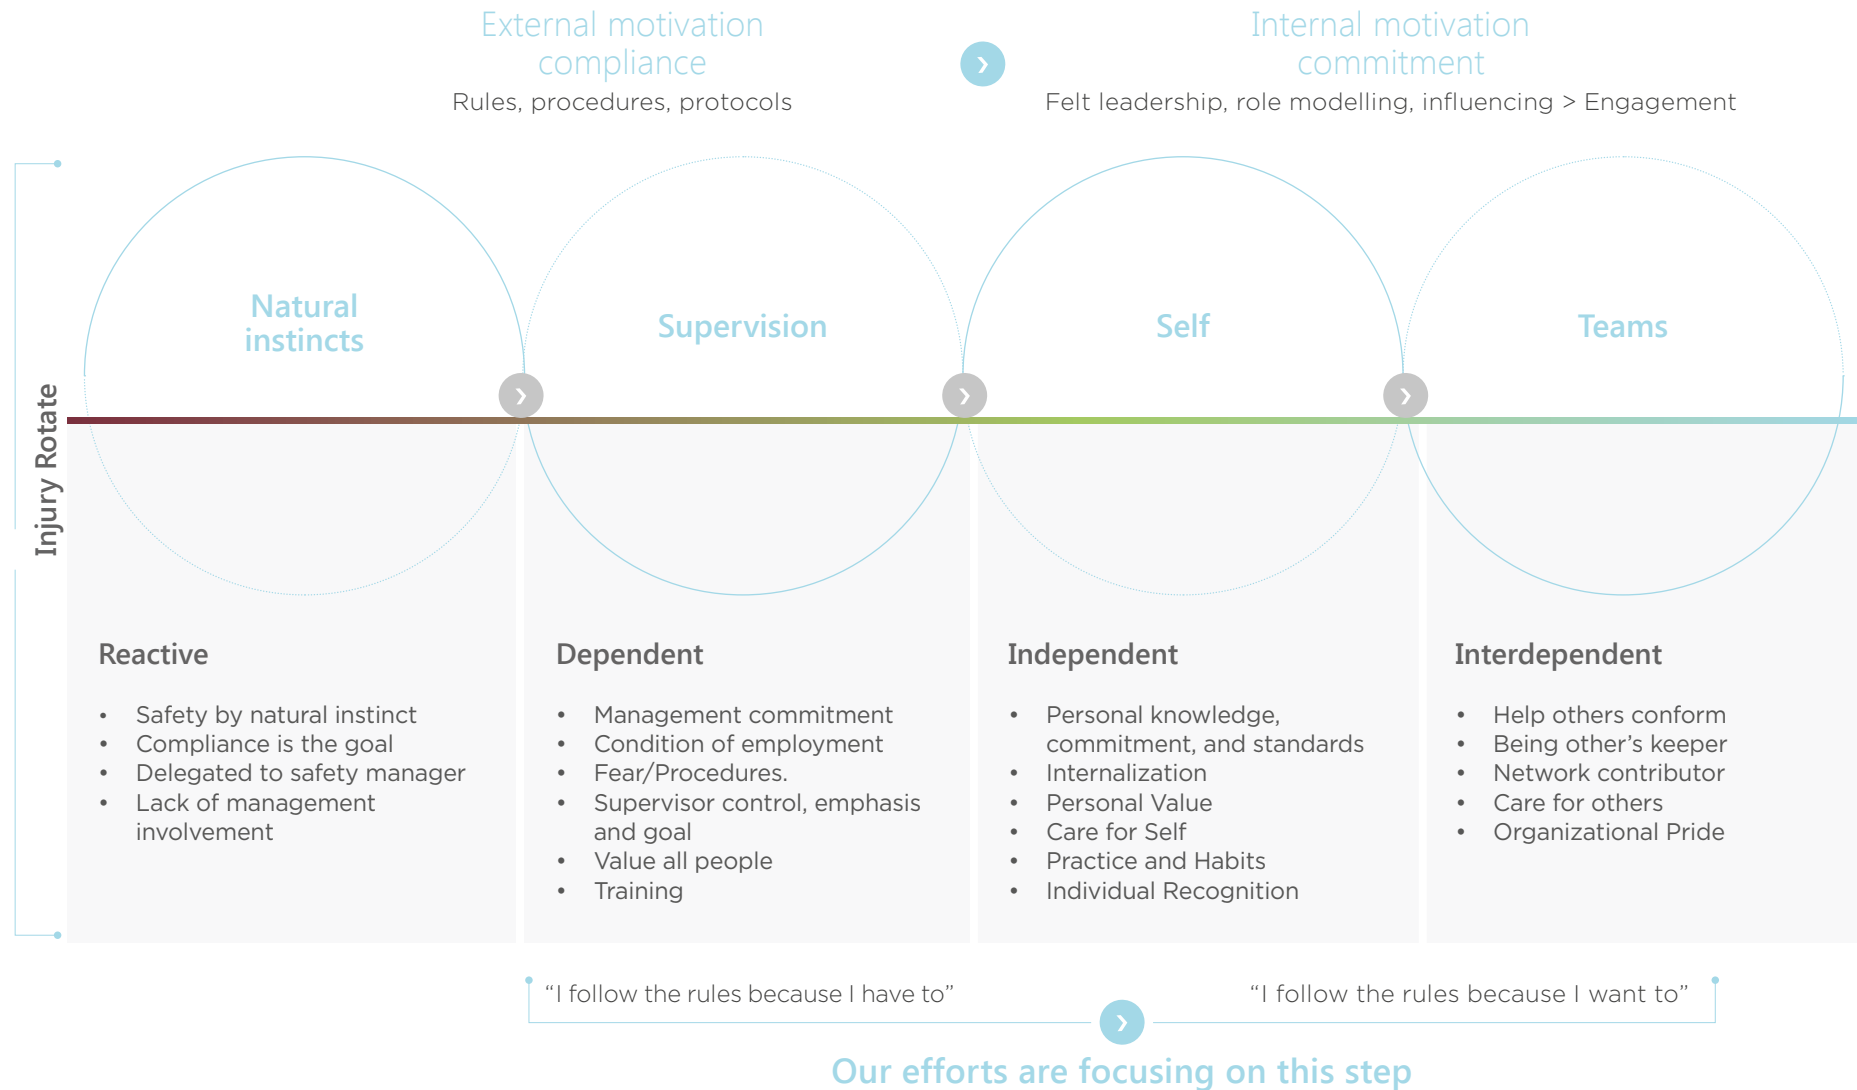 External motivation
compliance
Rules, procedures, protocols
Internal motivation
commitment
Felt leadership, role modelling, influencing > Engagement
Injury Rotate
Natural
instincts
Supervision
Self
Teams
Reactive
• Safety by natural instinct
• Compliance is the goal
• Delegated to safety manager
• Lack of management
involvement
Dependent
• Management commitment
• Condition of employment
• Fear/Procedures.
• Supervisor control, emphasis
and goal
• Value all people
• Training
Independent
• Personal knowledge,
commitment, and standards
• Internalization
• Personal Value
• Care for Self
• Practice and Habits
• Individual Recognition
Interdependent
• Help others conform
• Being other’s keeper
• Network contributor
• Care for others
• Organizational Pride
“I follow the rules because I have to”
“I follow the rules because I want to”
Our efforts are focusing on this step